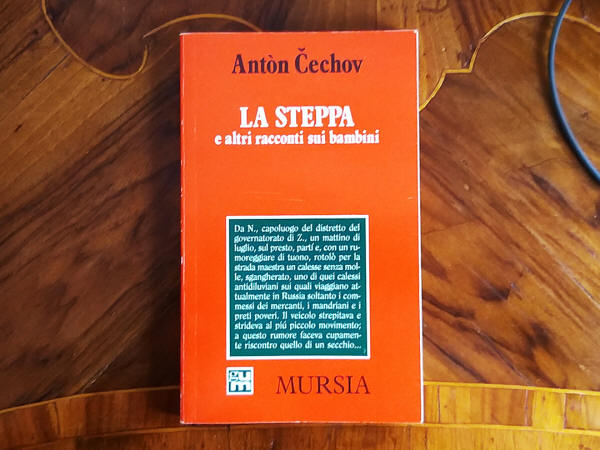 Antòn Čechov
LA STEPPA
e altri racconti sui bambini
Da N., capoluogo del distretto del
governatorato di Z., un mattino di
luglio, sul presto, partí e, con un ru-
moreggiare di tuono, rotolò per la
strada maestra un calesse senza mol-
le, sgangherato, uno di quei calessi
antidiluviani sui quali viaggiano at-
tualmente in Russia soltanto i com-
messi dei mercanti, i mandriani e i
preti poveri. Il veicolo strepitava e
strideva al piú piccolo movimento;
a questo rumore faceva cupamen-
te riscontro quello di un secchio...
MURSIA